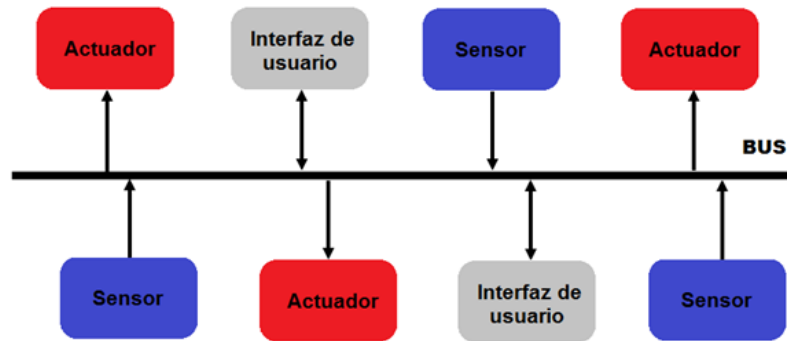 Actuador
Interfaz de
usuario
Sensor
Actuador
BUS
Sensor
Actuador
Interfaz de
usuario
Sensor